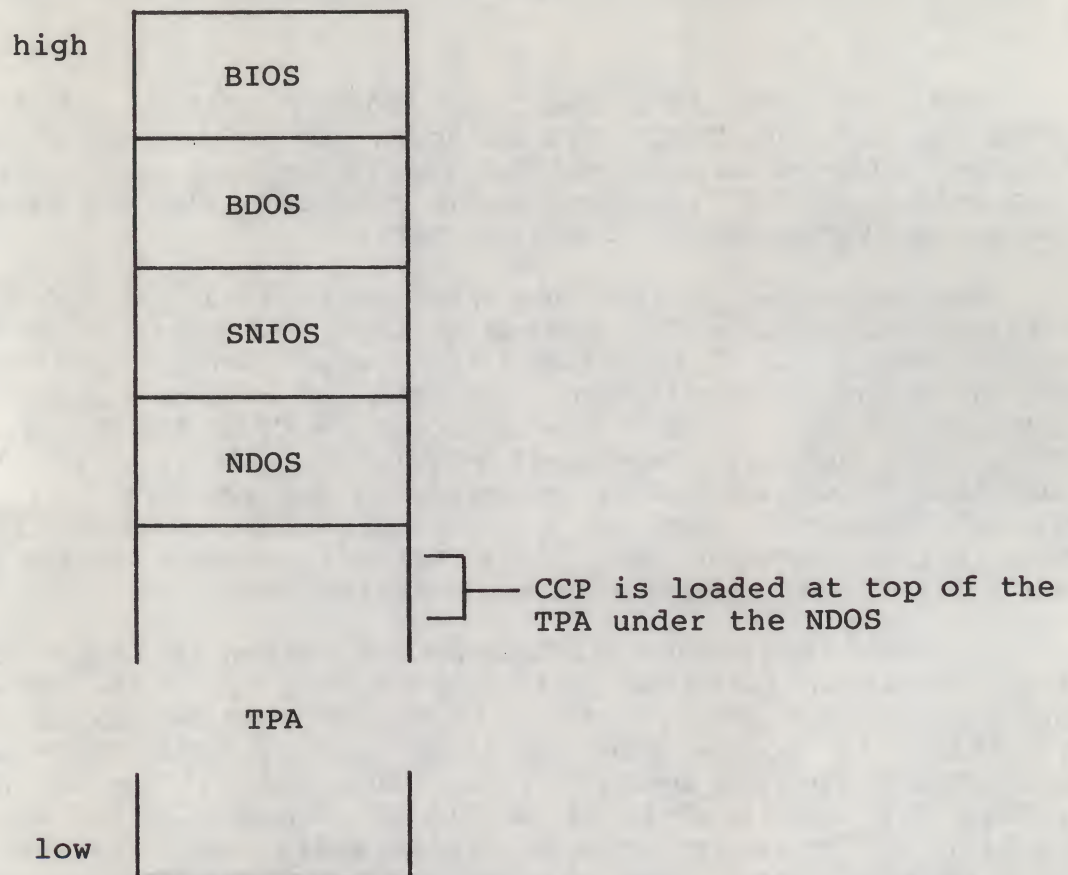 high
BIOS
BDOS
SNIOS
NDOS
CCP is loaded at top of the
TPA under the NDOS
TPA
low